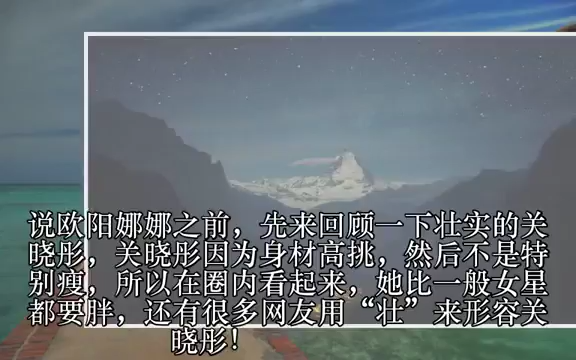 说欧阳娜娜之前，先来回顾一下壮实的关
晓彤，关晓彤因为身材高挑，然后不是特
别瘦，所以在圈内看起来，她比一般女星
都要胖，还有很多网友用“壮”来形容关
晓彤！